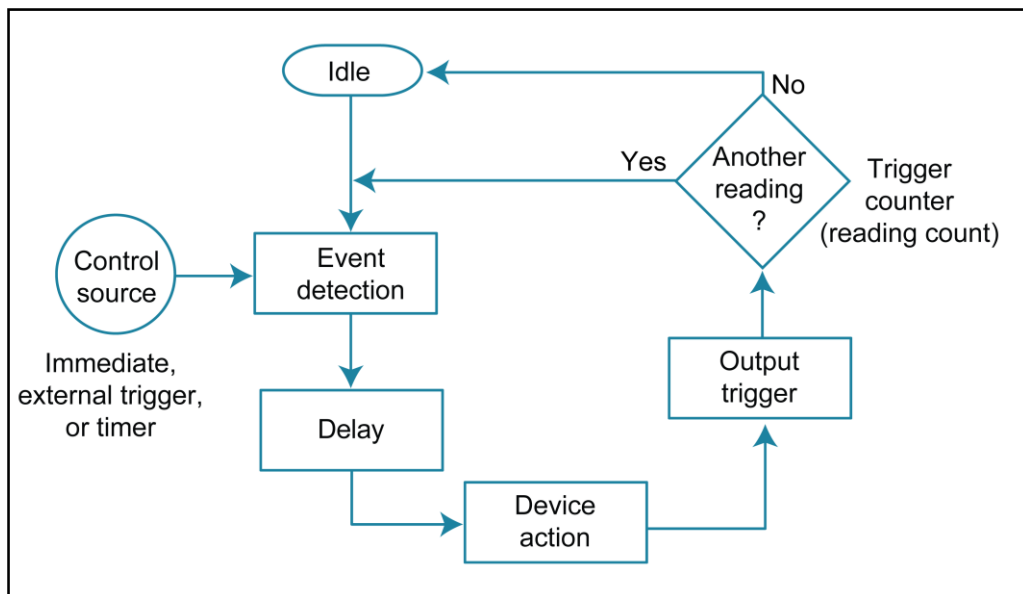 Idle
No
Yes
Another
reading
?
Trigger
counter
(reading count)
Control
source
Event
detection
Immediate,
external trigger,
or timer
Delay
Output
trigger
Device
action